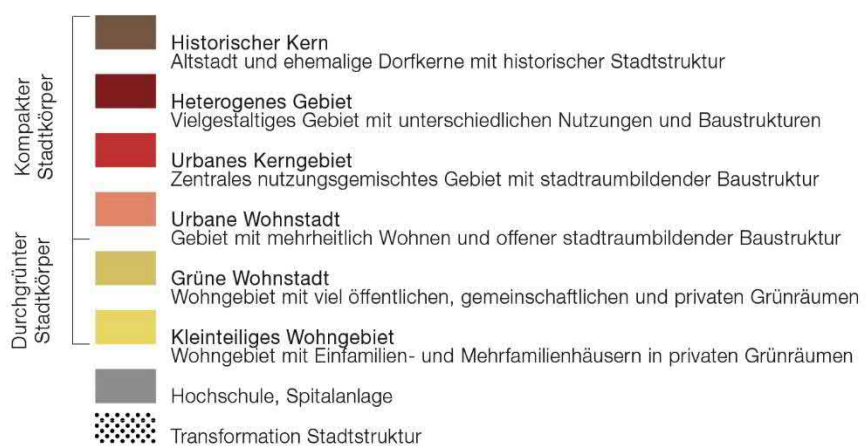 Kompakter
Stadtkörper
Historischer Kern
Altstadt und ehemalige Dorfkerne mit historischer Stadtstruktur
Heterogenes Gebiet
Vielgestaltiges Gebiet mit unterschiedlichen Nutzungen und Baustrukturen
Urbanes Kerngebiet
Zentrales nutzungsgemischtes Gebiet mit stadtraumbildender Baustruktur
Urbane Wohnstadt
Gebiet mit mehrheitlich Wohnen und offener stadtraumbildender Baustruktur
Durchgrünter
Stadtkörper
Grüne Wohnstadt
Wohngebiet mit viel öffentlichen, gemeinschaftlichen und privaten Grünräumen
Kleinteiliges Wohngebiet
Wohngebiet mit Einfamilien- und Mehrfamilienhäusern in privaten Grünräumen
Hochschule, Spitalanlage
Transformation Stadtstruktur